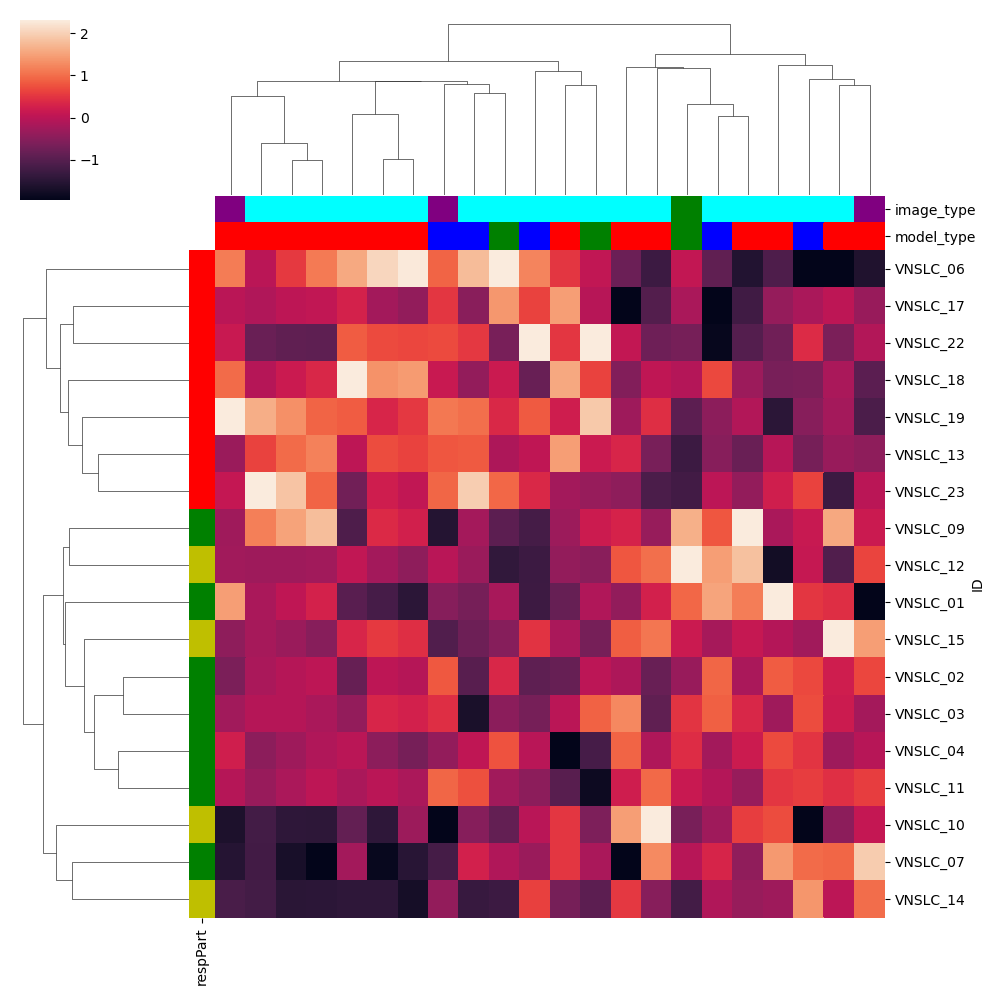 2
1
0
−1
image_type
model_type
VNSLC_06
VNSLC_17
VNSLC_22
VNSLC_18
VNSLC_19
VNSLC_13
VNSLC_23
VNSLC_09
VNSLC_12
VNSLC_01
VNSLC_15
VNSLC_02
VNSLC_03
VNSLC_04
VNSLC_11
VNSLC_10
VNSLC_07
VNSLC_14
ID
respPart